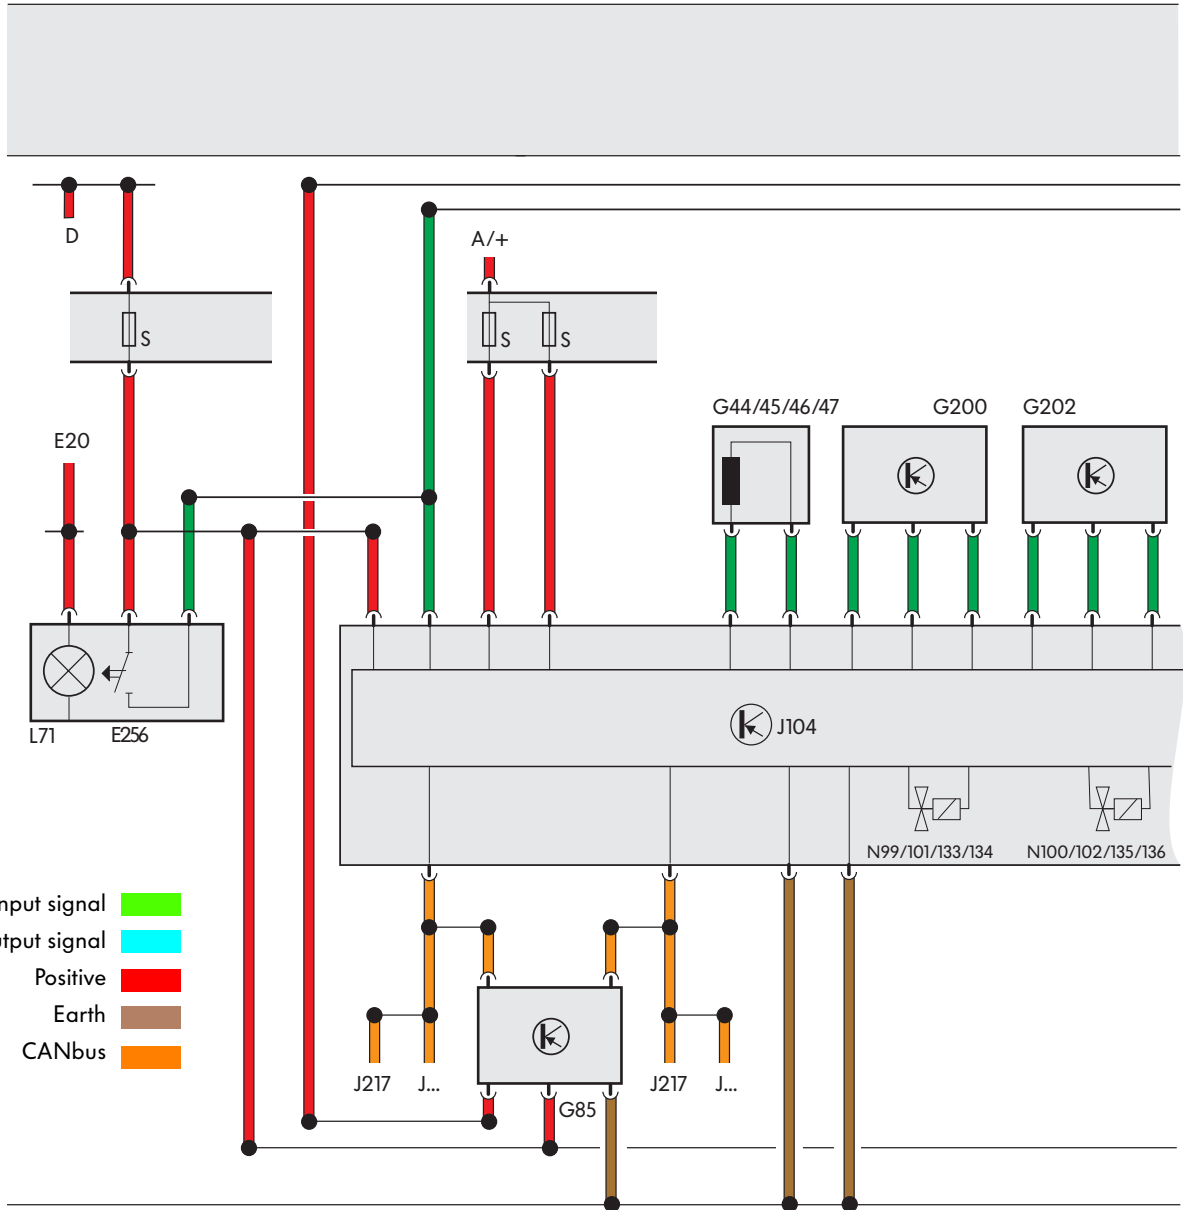 D
A/+
S
S
S
G44/45/46/47
G200
G202
E20
L71
E256
J104
N99/101/133/134
N100/102/135/136
nput signal
tput signal
Positive
Earth
CANbus
J217
J...
J217
J...
G85